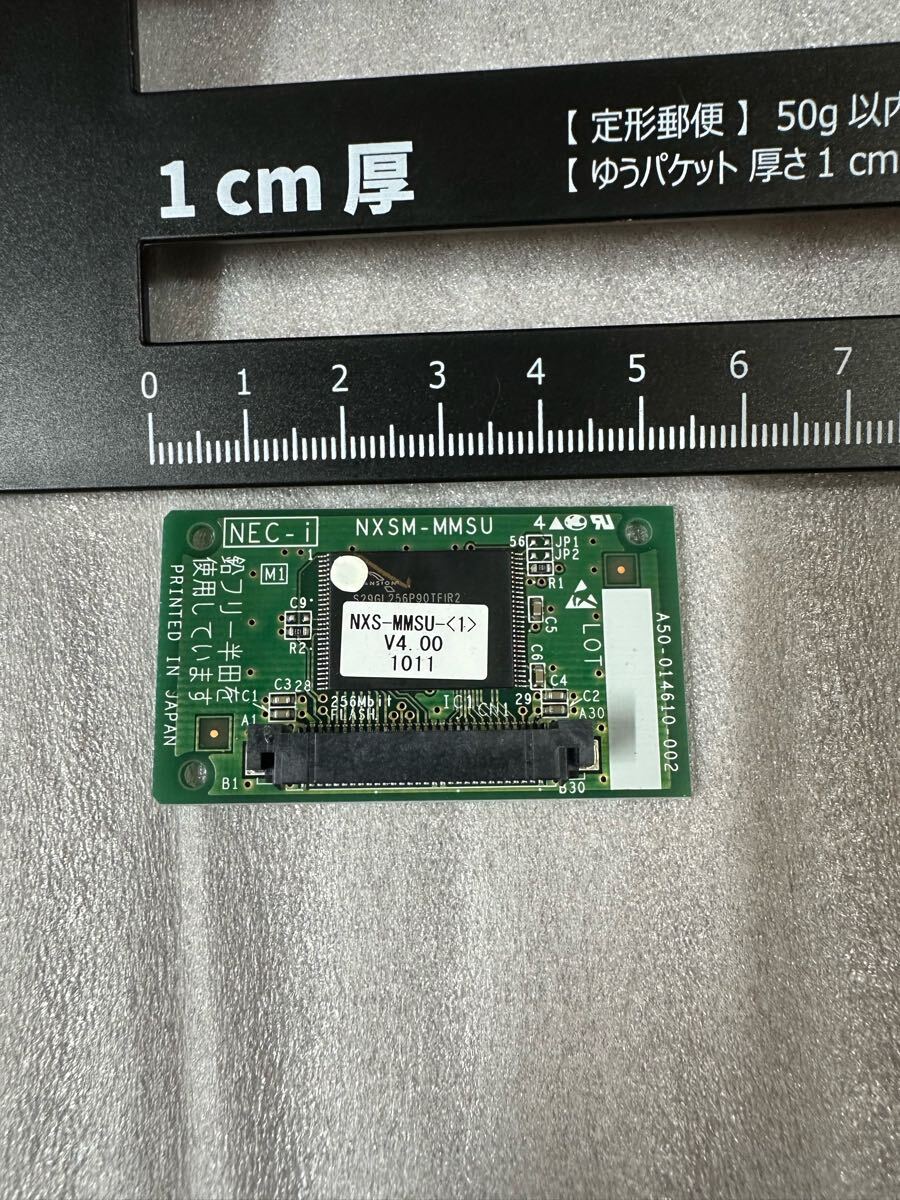 1 cm 厚
【 定形郵便 】 50g 以内
【 ゆうパケット 厚さ 1 cm
0 1 2 3 4 5 6 7
NEC-i
NXSM-MMSU
4
1
56
JP1
JP2
M1
R1
S29GL256P90TFIR2
NXS-MMSU-<1>
V4.00
1011
C9
R2
C5
C6
LOT
鉛フリー半田を
使用しています
PRINTED IN JAPAN
A50-014610-002
C1
C3
28
256Mbit
FLASH
IC1
CN1
29
C4
C2
A1
A30
B1
B30